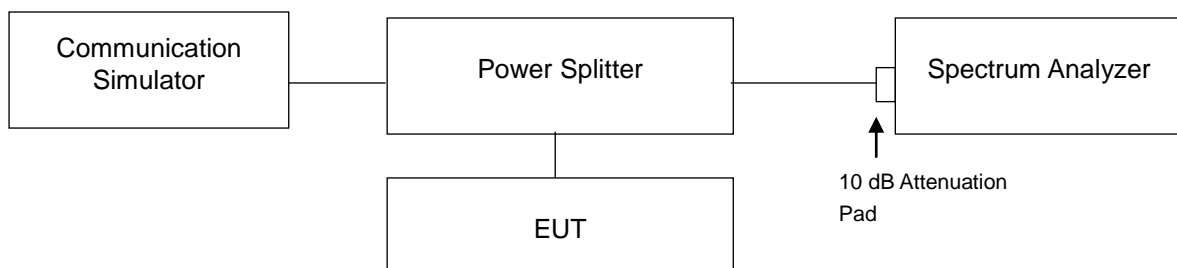 Communication
Simulator
Power Splitter
Spectrum Analyzer
10 dB Attenuation
Pad
EUT